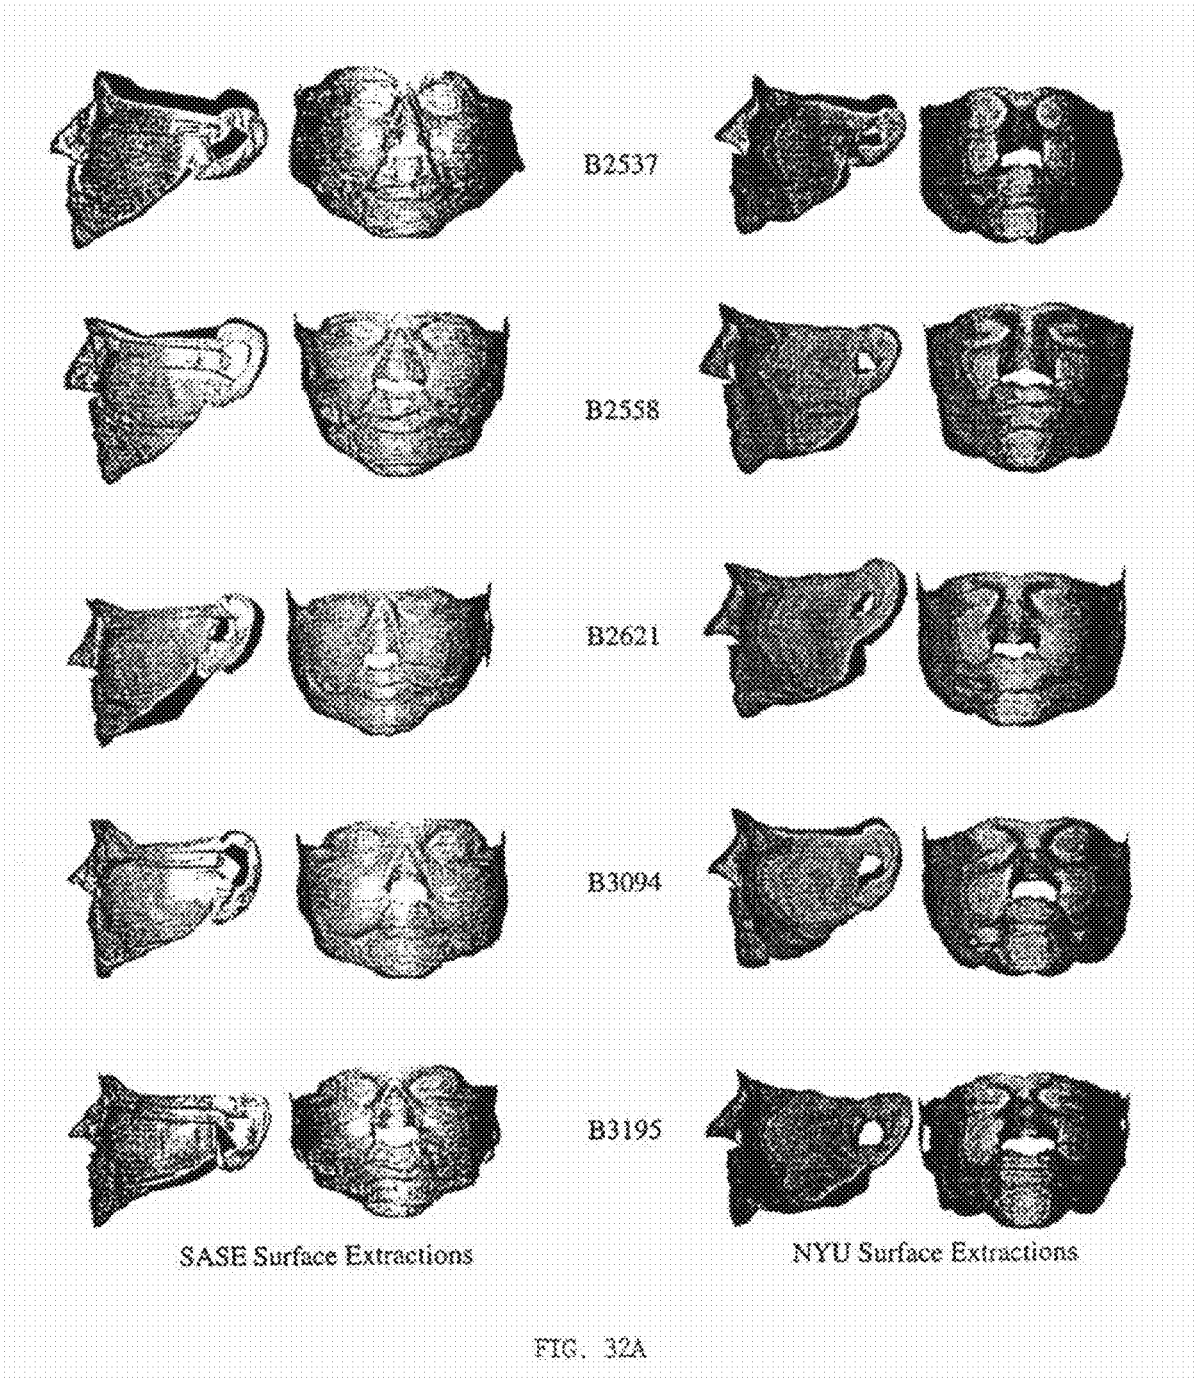 B2537
B2558
B2621
B3094
B3195
SASE Surface Extractions
NYU Surface Extractions
FIG. 32A